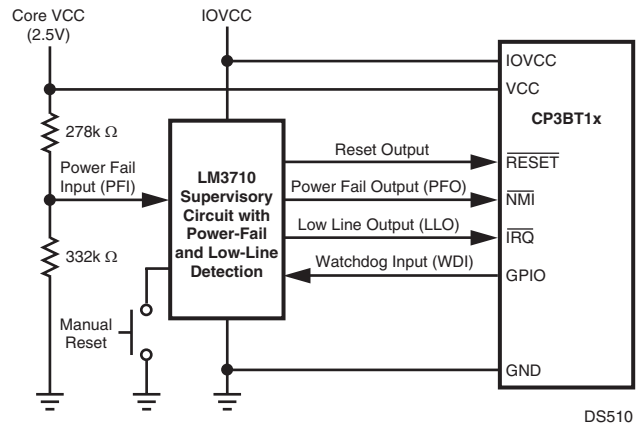 Core VCC
(2.5V)
IOVCC
IOVCC
VCC
CP3BT1x
278k Ω
Power Fail
Input (PFI)
332k Ω
LM3710
Supervisory
Circuit with
Power-Fail
and Low-Line
Detection
Reset Output
RESET
Power Fail Output (PFO)
NMI
Low Line Output (LLO)
IRQ
Watchdog Input (WDI)
GPIO
Manual
Reset
GND
DS510